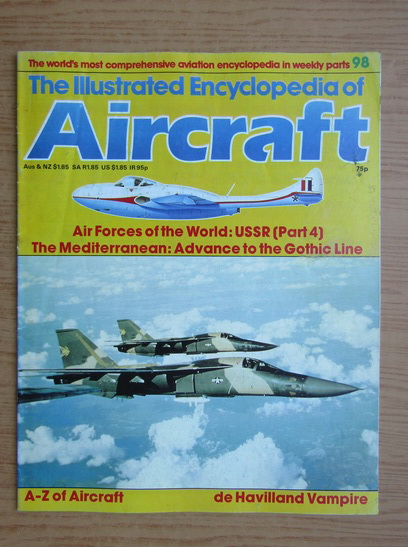 The world's most comprehensive aviation encyclopedia in weekly parts 98
The Illustrated Encyclopedia of
Aircraft
Aus & NZ $1.85 SA R1.85 US $1.85 IR 95p
75p
Air Forces of the World: USSR (Part 4)
The Mediterranean: Advance to the Gothic Line
A-Z of Aircraft
de Havilland Vampire